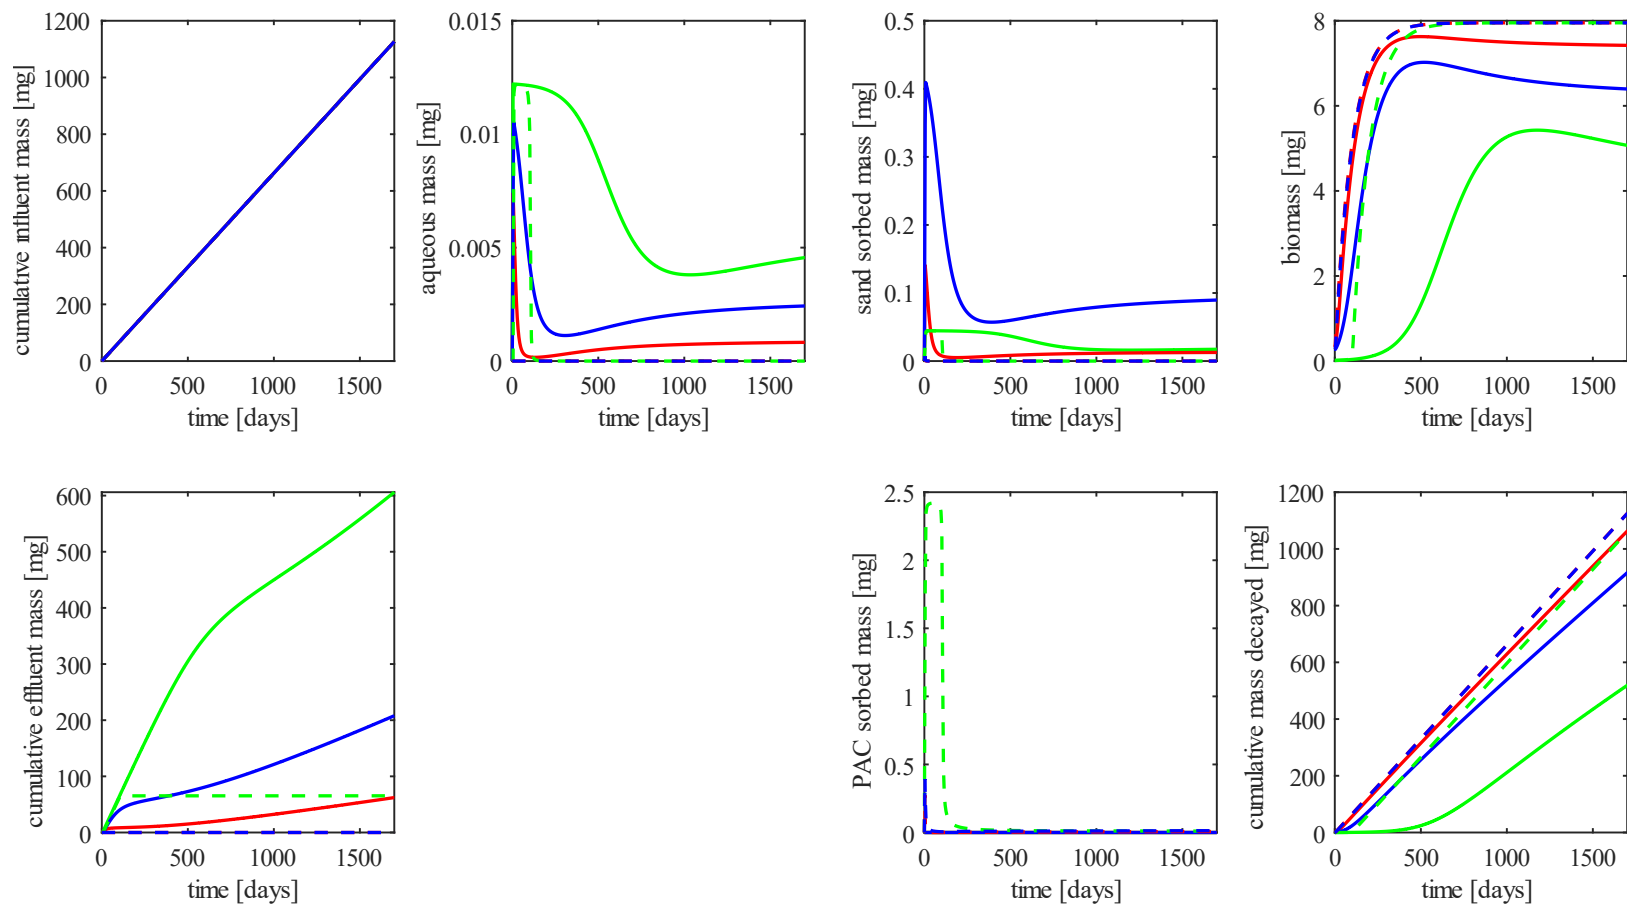 cumulative influent mass [mg]
1200
1000
800
600
400
200
0
0 500 1000 1500
time [days]
aqueous mass [mg]
0.015
0.01
0.005
0
0 500 1000 1500
time [days]
sand sorbed mass [mg]
0.5
0.4
0.3
0.2
0.1
0
0 500 1000 1500
time [days]
biomass [mg]
8
6
4
2
0
0 500 1000 1500
time [days]
cumulative effluent mass [mg]
600
500
400
300
200
100
0
0 500 1000 1500
time [days]
PAC sorbed mass [mg]
2.5
2
1.5
1
0.5
0
0 500 1000 1500
time [days]
cumulative mass decayed [mg]
1200
1000
800
600
400
200
0
0 500 1000 1500
time [days]